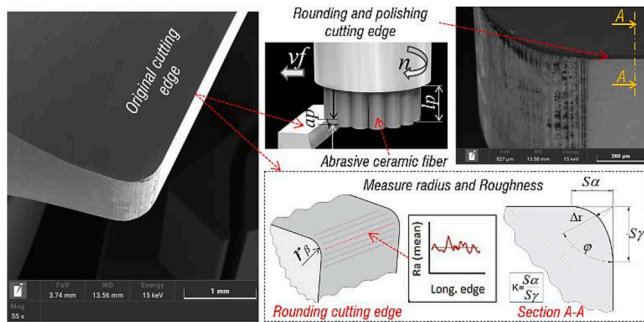 Original cutting
edge
FoV
WD
Energy
3.74 mm
13.56 mm
15 keV
1 mm
Mag
55 x
Rounding and polishing
cutting edge
vf
n
ap
lp
Abrasive ceramic fiber
A
A
FoV
WD
Energy
827 µm
13.58 mm
15 keV
200 µm
Measure radius and Roughness
rβ
Rounding cutting edge
Ra (mean)
Long. edge
Sα
Δr
Sγ
φ
K=Sα/Sγ
Section A-A